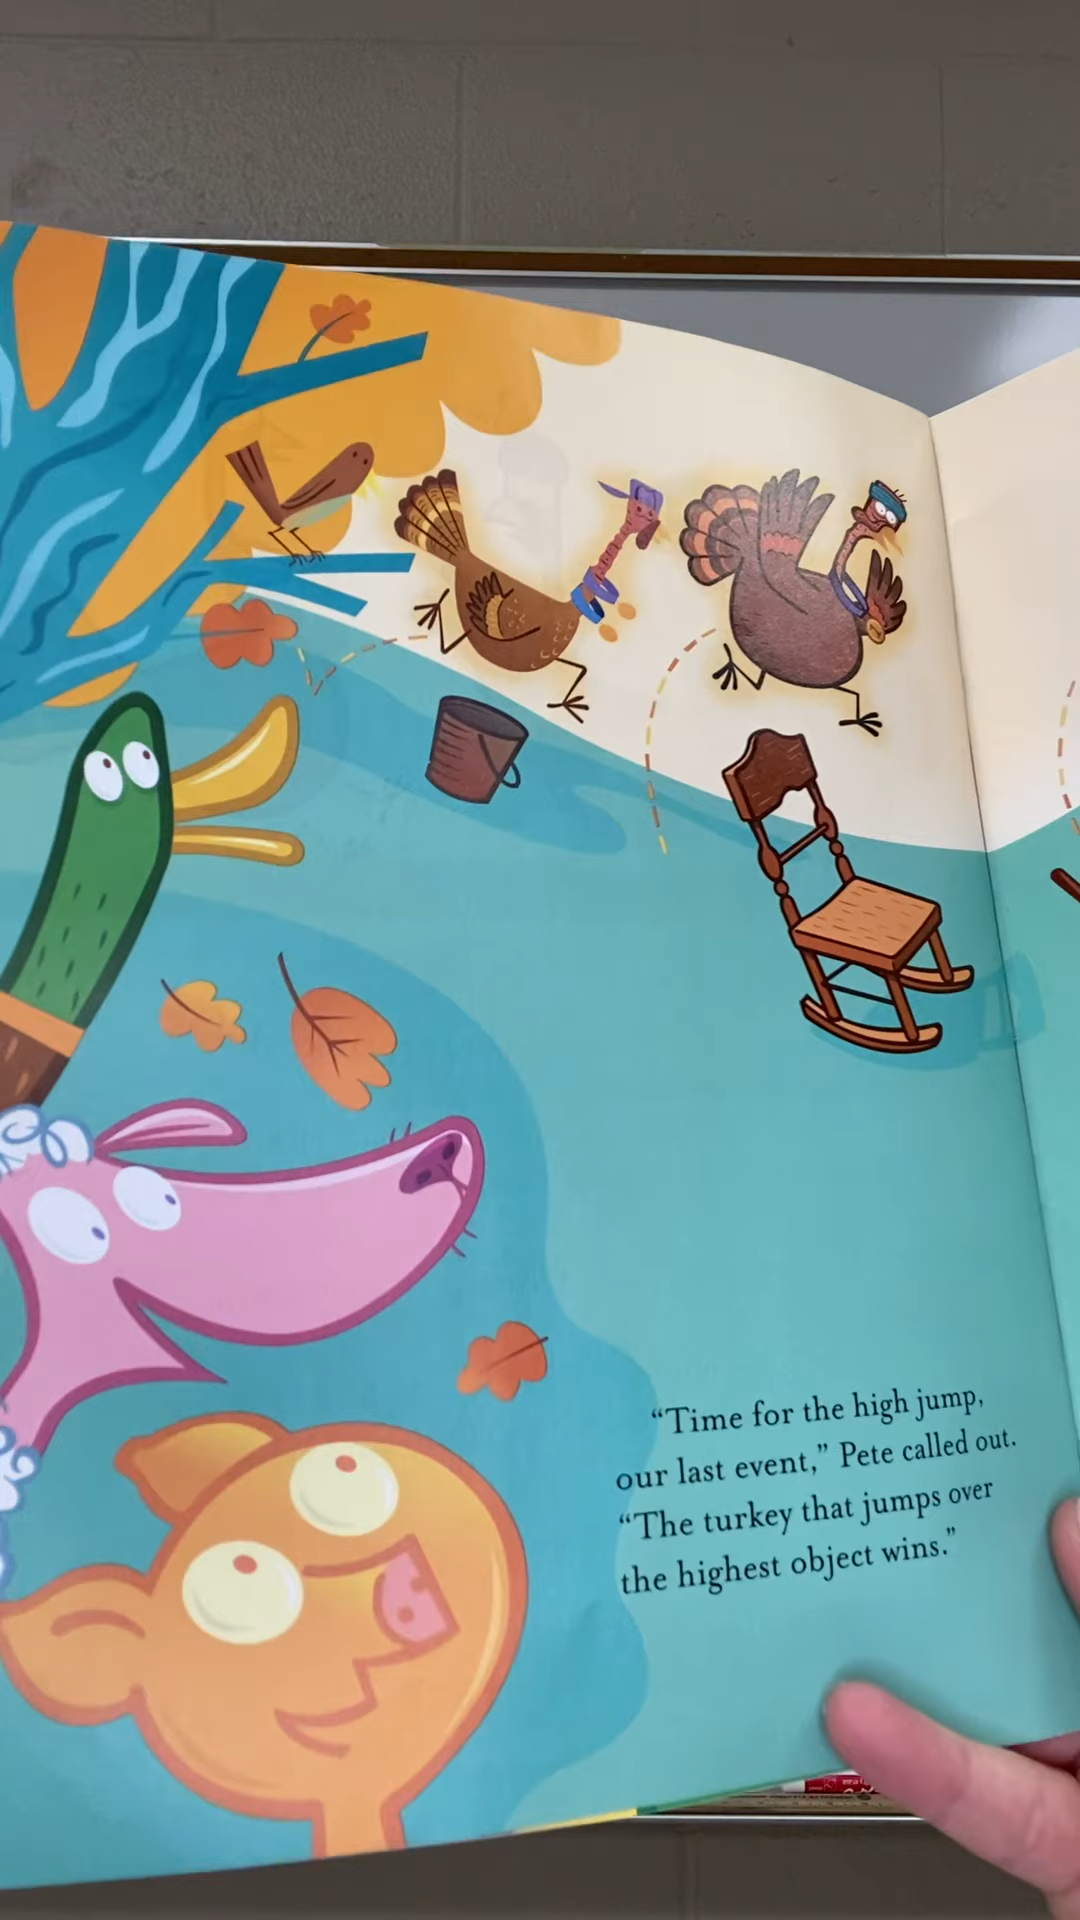 “Time for the high jump,
our last event,” Pete called out.
“The turkey that jumps over
the highest object wins.”